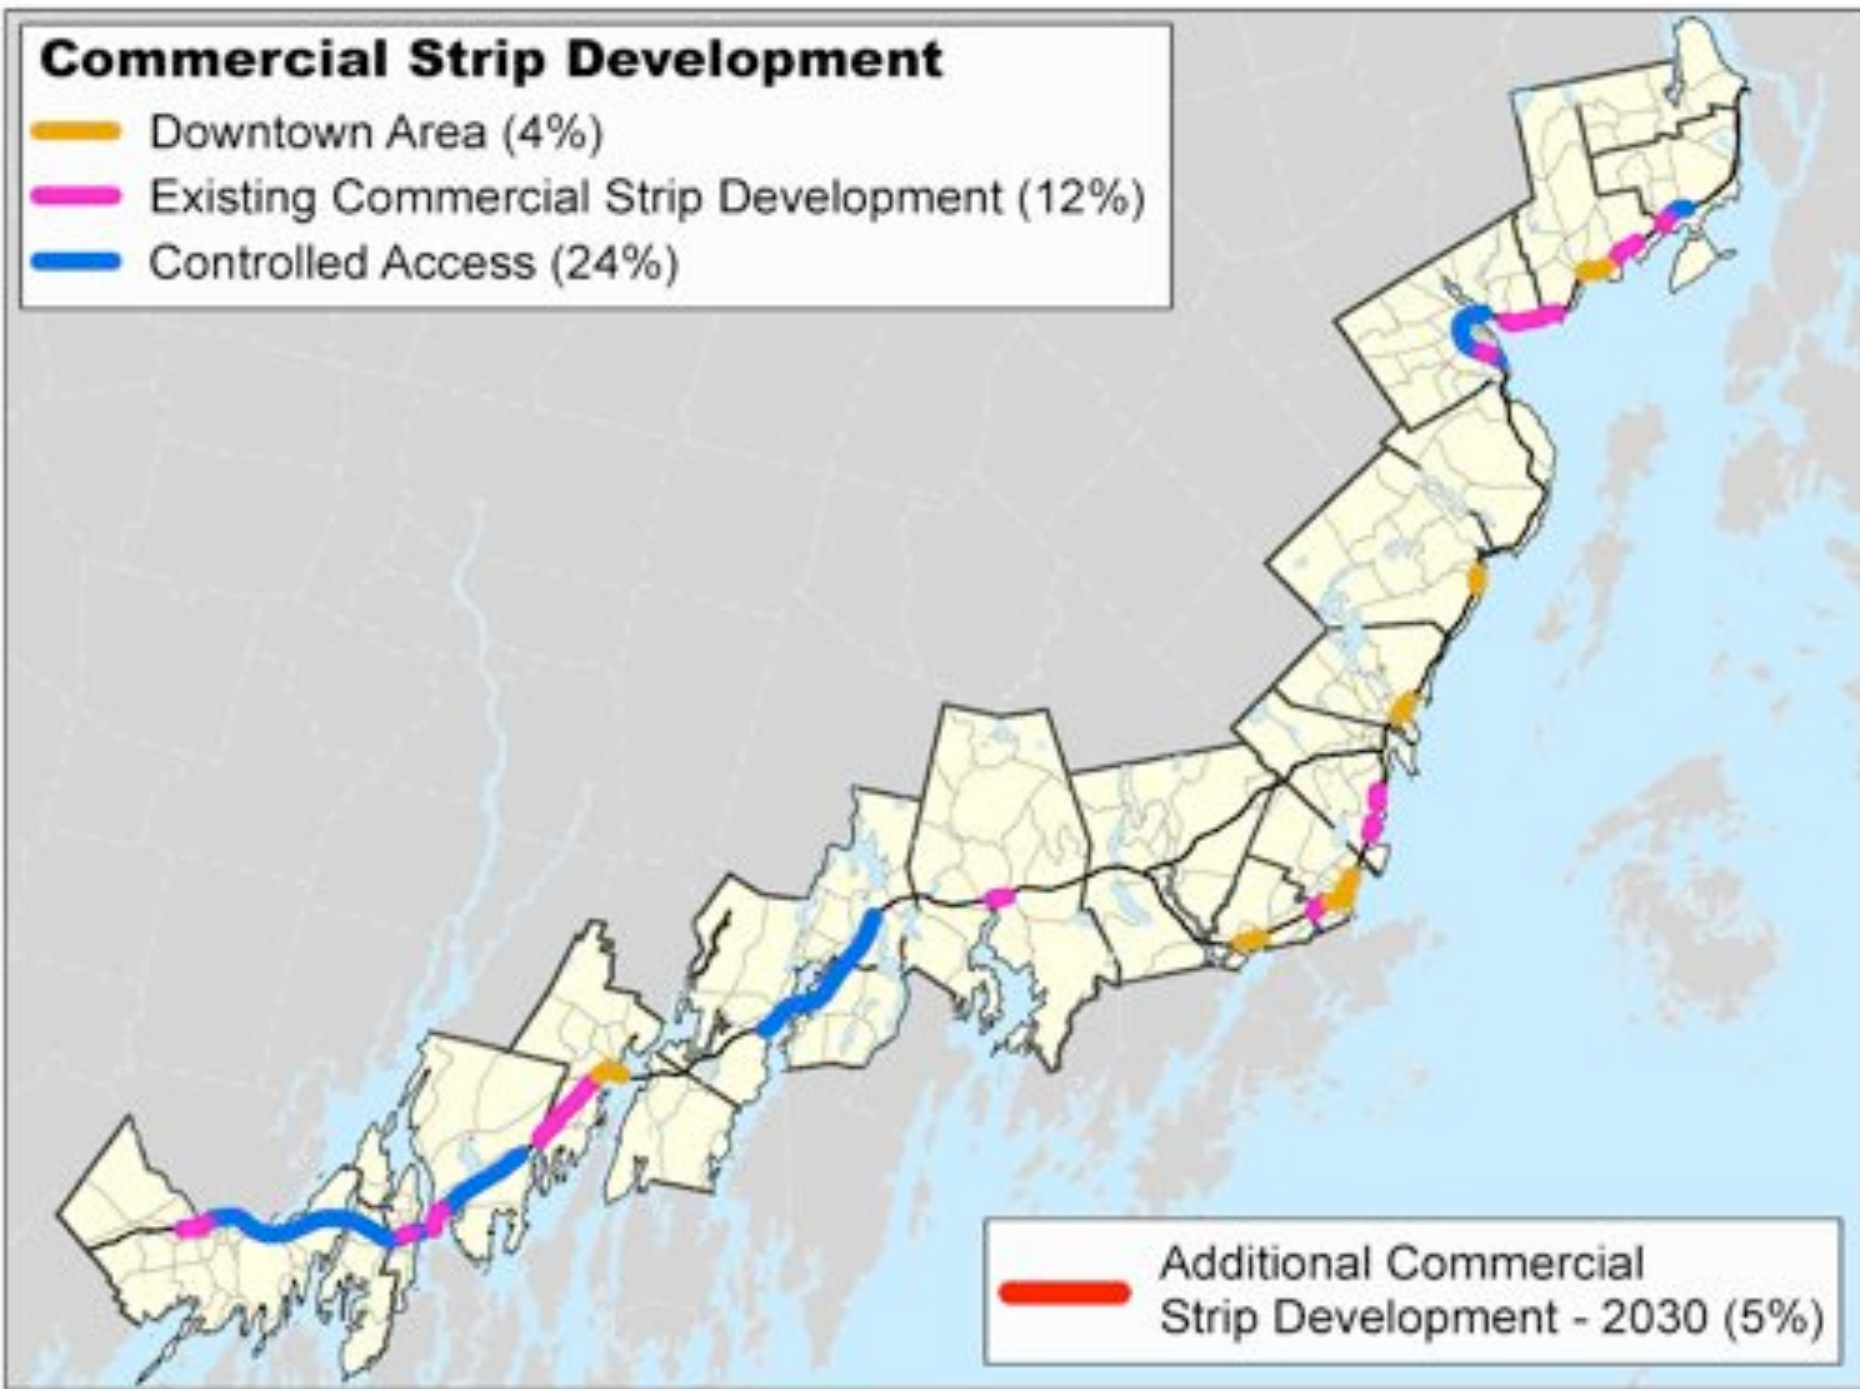 Commercial Strip Development
Downtown Area (4%)
Existing Commercial Strip Development (12%)
Controlled Access (24%)
Additional Commercial
Strip Development - 2030 (5%)